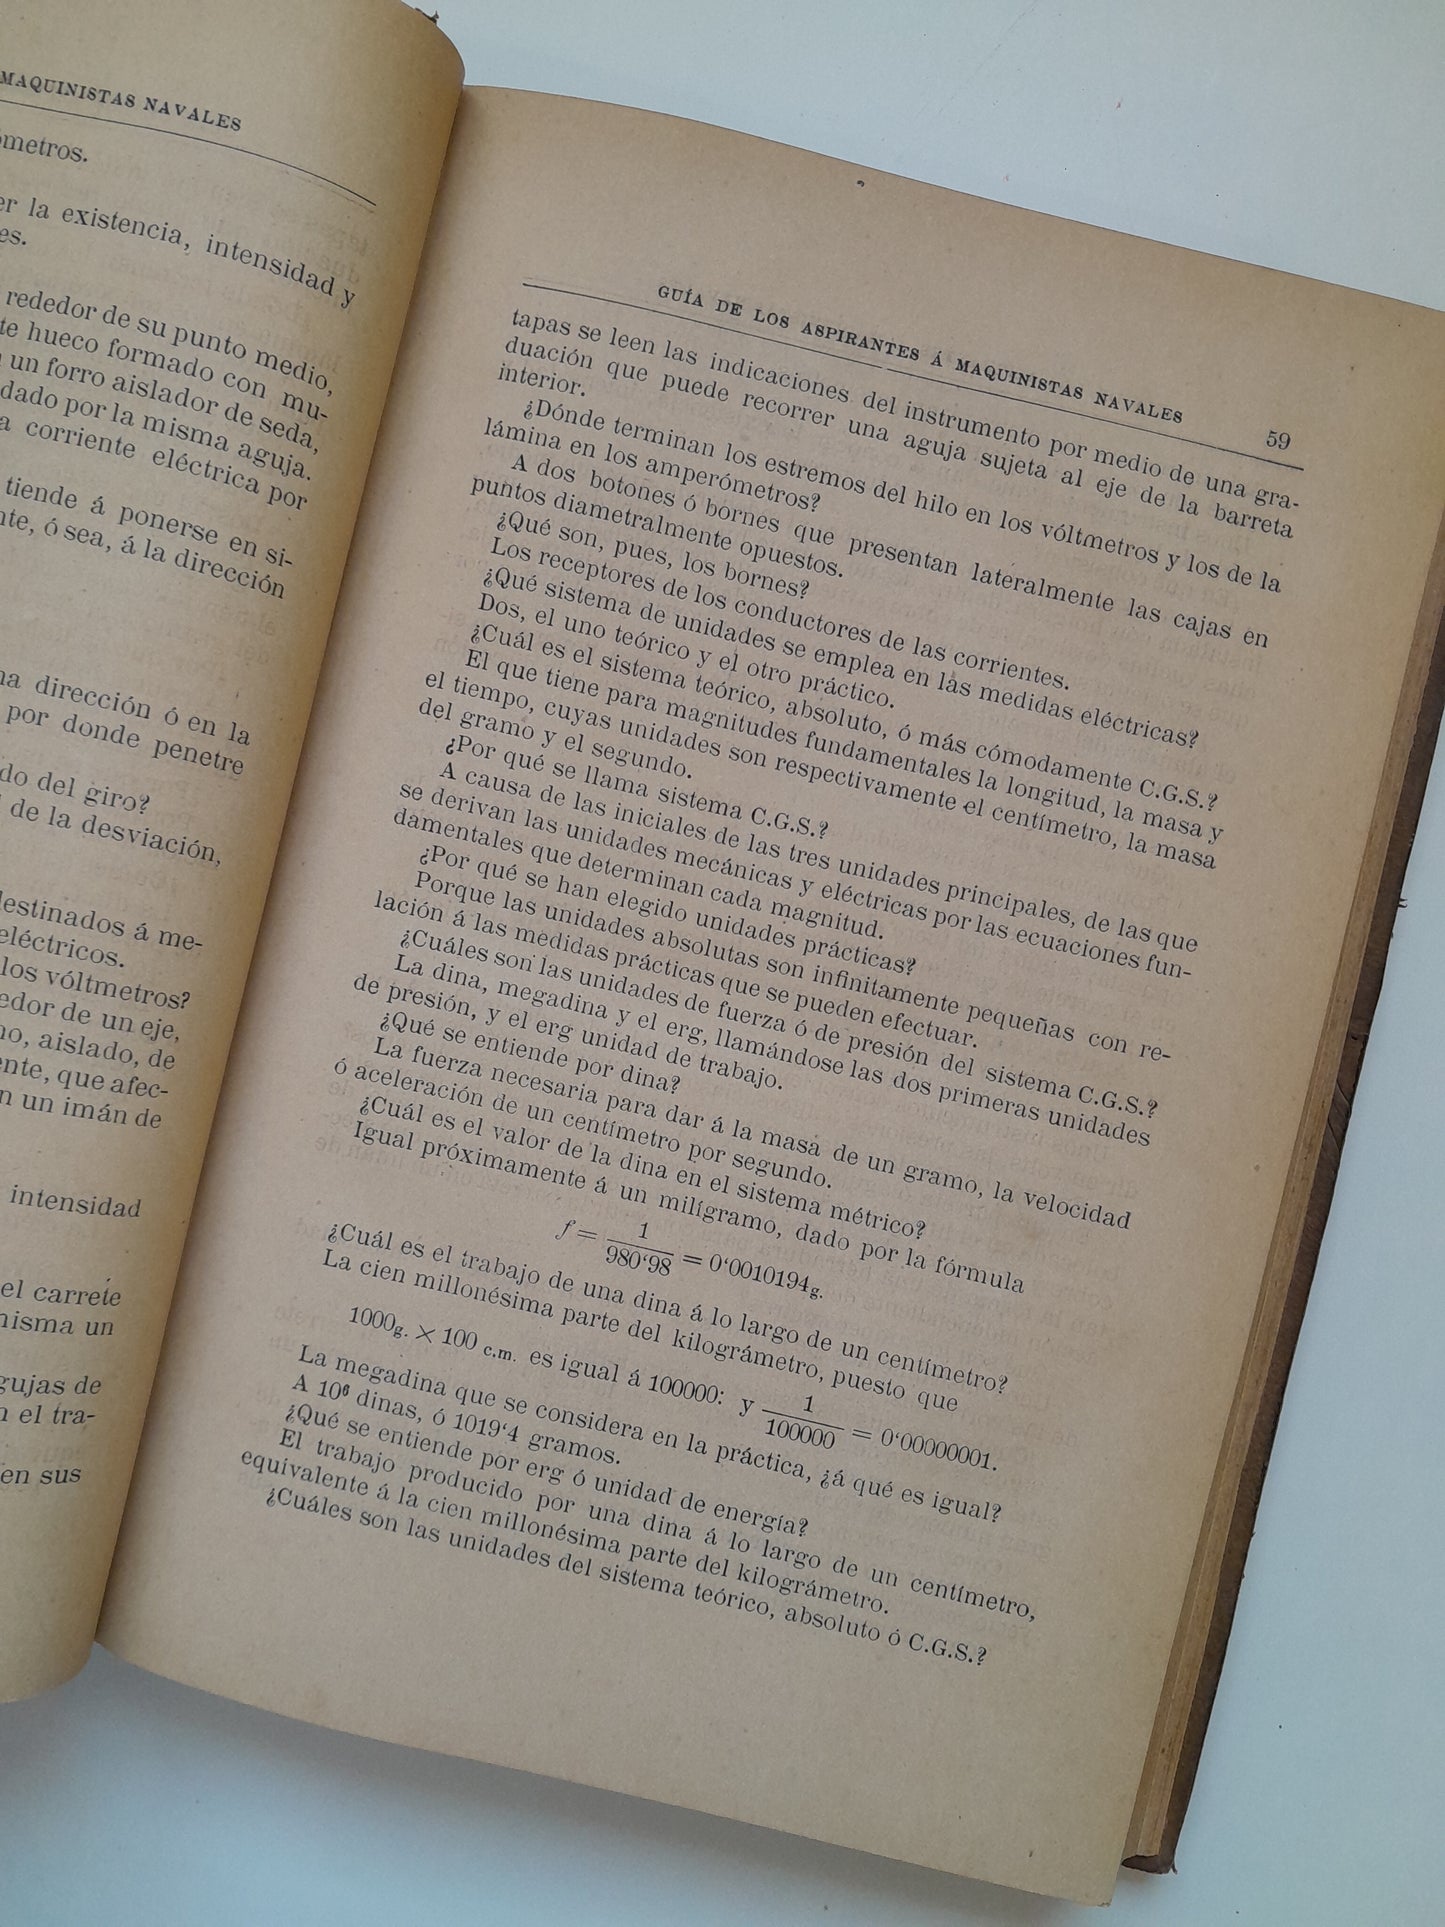 MAQUINISTAS NAVALES
ómetros.
er la existencia, intensidad y
es.
rededor de su punto medio,
te hueco formado con mu-
un forro aislador de seda,
dado por la misma aguja.
a corriente eléctrica por
tiende á ponerse en si-
nte, ó sea, á la dirección
na dirección ó en la
por donde penetre
do del giro?
de la desviación,
destinados á me-
eléctricos.
los vóltmetros?
edor de un eje,
no, aislado, de
ente, que afec-
n un imán de
intensidad
el carrete
misma un
gujas de
n el tra-
en sus
GUÍA DE LOS ASPIRANTES Á MAQUINISTAS NAVALES 59
tapas se leen las indicaciones del instrumento por medio de una gra-
duación que puede recorrer una aguja sujeta al eje de la barreta
interior.
¿Dónde terminan los estremos del hilo en los vóltmetros y los de la
lámina en los amperómetros?
A dos botones ó bornes que presentan lateralmente las cajas en
puntos diametralmente opuestos.
¿Qué son, pues, los bornes?
Los receptores de los conductores de las corrientes.
¿Qué sistema de unidades se emplea en las medidas eléctricas?
Dos, el uno teórico y el otro práctico.
¿Cuál es el sistema teórico, absoluto, ó más cómodamente C.G.S.?
El que tiene para magnitudes fundamentales la longitud, la masa y
el tiempo, cuyas unidades son respectivamente el centímetro, la masa
del gramo y el segundo.
¿Por qué se llama sistema C.G.S.?
A causa de las iniciales de las tres unidades principales, de las que
se derivan las unidades mecánicas y eléctricas por las ecuaciones fun-
damentales que determinan cada magnitud.
¿Por qué se han elegido unidades prácticas?
Porque las unidades absolutas son infinitamente pequeñas con re-
lación á las medidas prácticas que se pueden efectuar.
¿Cuáles son las unidades de fuerza ó de presión del sistema C.G.S.?
La dina, megadina y el erg, llamándose las dos primeras unidades
de presión, y el erg unidad de trabajo.
¿Qué se entiende por dina?
La fuerza necesaria para dar á la masa de un gramo, la velocidad
ó aceleración de un centímetro por segundo.
¿Cuál es el valor de la dina en el sistema métrico?
Igual próximamente á un milígramo, dado por la fórmula
f = 1/980‘98 = 0‘0010194g.
¿Cuál es el trabajo de una dina á lo largo de un centímetro?
La cien millonésima parte del kilográmetro, puesto que
1000g. × 100 c.m. es igual á 100000: y 1/100000 = 0‘00000001.
La megadina que se considera en la práctica, ¿á qué es igual?
A 10⁶ dinas, ó 1019‘4 gramos.
¿Qué se entiende por erg ó unidad de energía?
El trabajo producido por una dina á lo largo de un centímetro,
equivalente á la cien millonésima parte del kilográmetro.
¿Cuáles son las unidades del sistema teórico, absoluto ó C.G.S.?